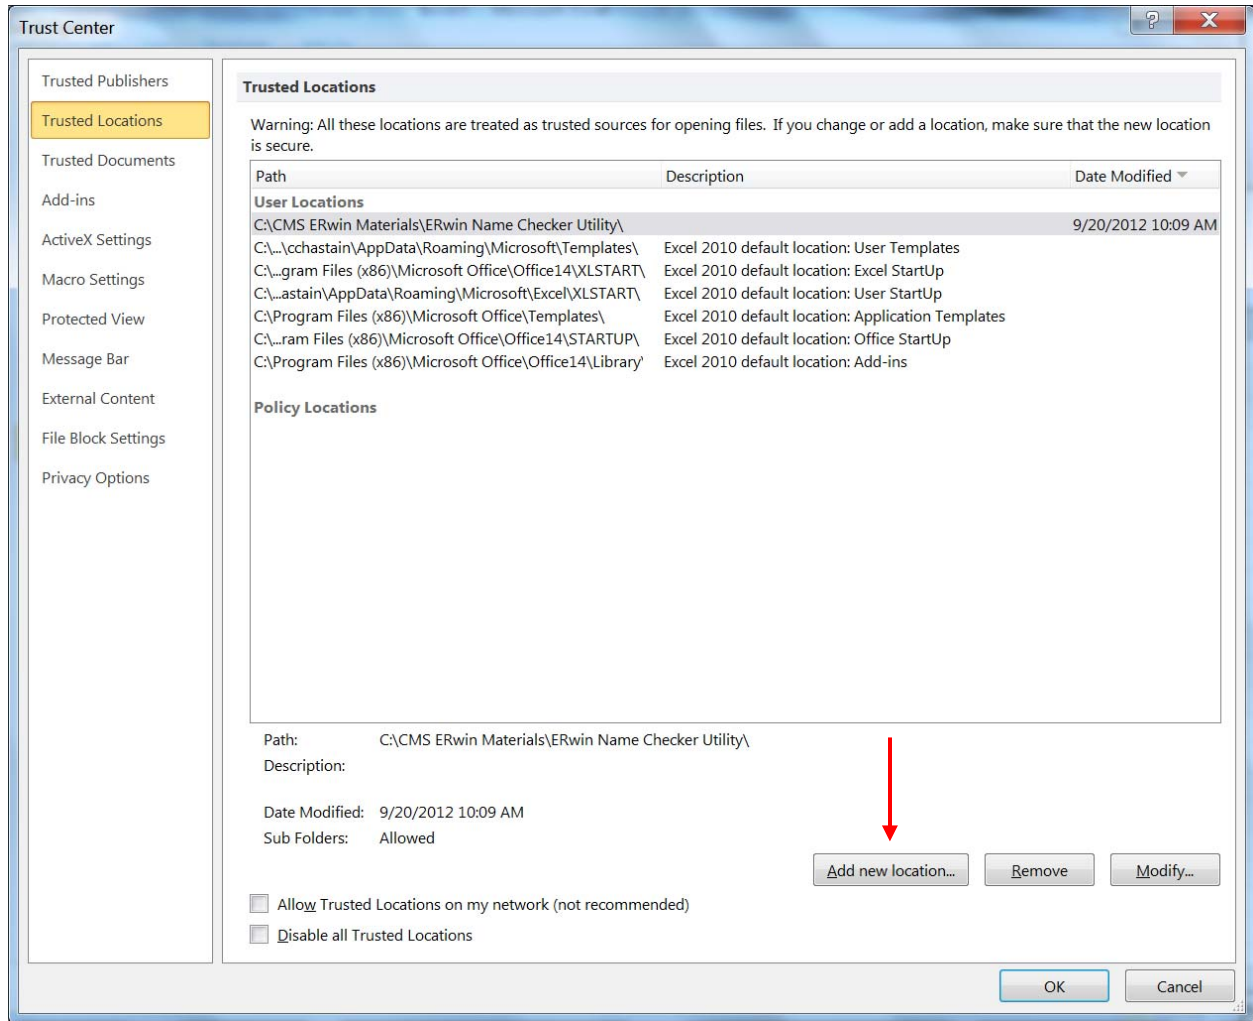 Trust Center
Trusted Publishers
Trusted Locations
Trusted Documents
Add-ins
ActiveX Settings
Macro Settings
Protected View
Message Bar
External Content
File Block Settings
Privacy Options
Trusted Locations
Warning: All these locations are treated as trusted sources for opening files. If you change or add a location, make sure that the new location
is secure.
Path Description Date Modified
User Locations
C:\CMS ERwin Materials\ERwin Name Checker Utility\ 9/20/2012 10:09 AM
C:\...\cchastain\AppData\Roaming\Microsoft\Templates\ Excel 2010 default location: User Templates
C:\...gram Files (x86)\Microsoft Office\Office14\XLSTART\ Excel 2010 default location: Excel StartUp
C:\...astain\AppData\Roaming\Microsoft\Excel\XLSTART\ Excel 2010 default location: User StartUp
C:\Program Files (x86)\Microsoft Office\Templates\ Excel 2010 default location: Application Templates
C:\...ram Files (x86)\Microsoft Office\Office14\STARTUP\ Excel 2010 default location: Office StartUp
C:\Program Files (x86)\Microsoft Office\Office14\Library\ Excel 2010 default location: Add-ins
Policy Locations
Path: C:\CMS ERwin Materials\ERwin Name Checker Utility\
Description:
Date Modified: 9/20/2012 10:09 AM
Sub Folders: Allowed
Add new location... Remove Modify...
Allow Trusted Locations on my network (not recommended)
Disable all Trusted Locations
OK Cancel